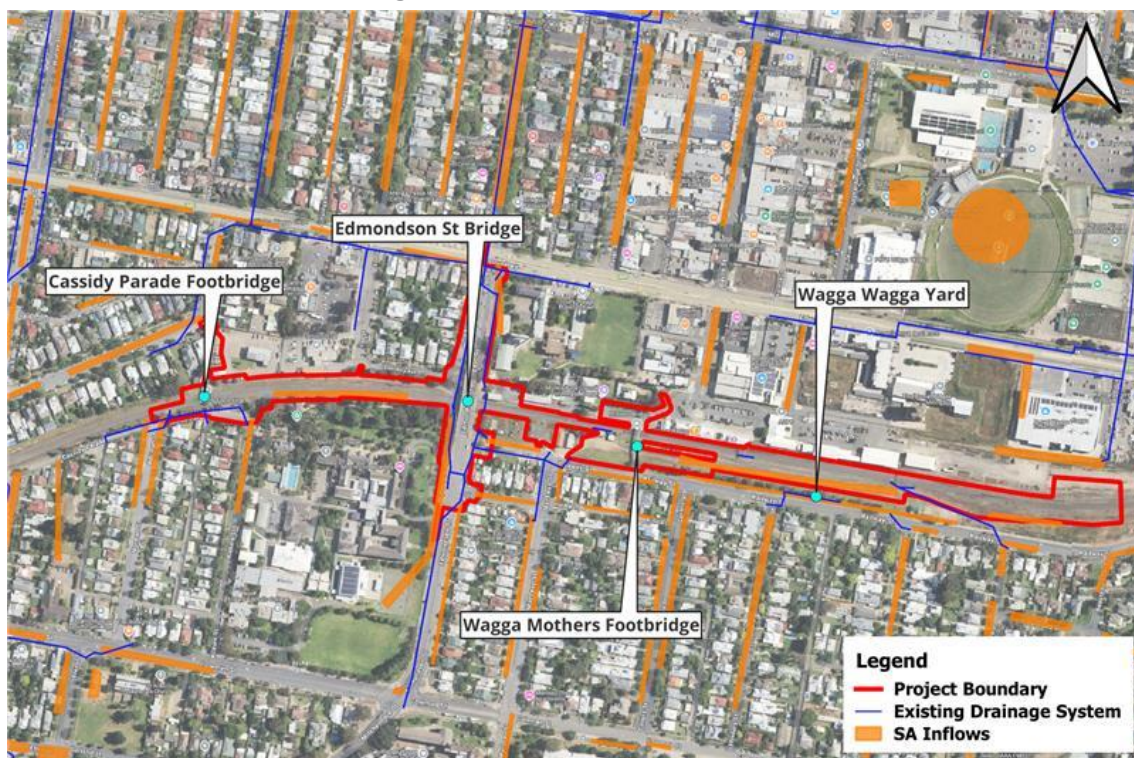 Edmondson St Bridge
Cassidy Parade Footbridge
Wagga Wagga Yard
Wagga Mothers Footbridge
Legend
Project Boundary
Existing Drainage System
SA Inflows